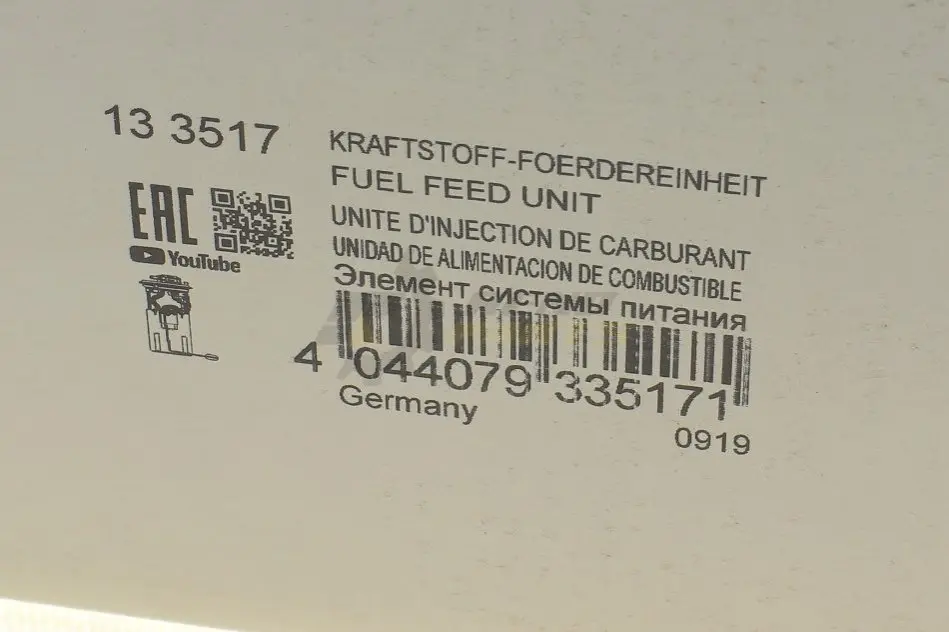 13 3517
KRAFTSTOFF-FOERDEREINHEIT
FUEL FEED UNIT
UNITE D'INJECTION DE CARBURANT
UNIDAD DE ALIMENTACION DE COMBUSTIBLE
Элемент системы питания
EAC
YouTube
4 044079 335171
Germany
0919